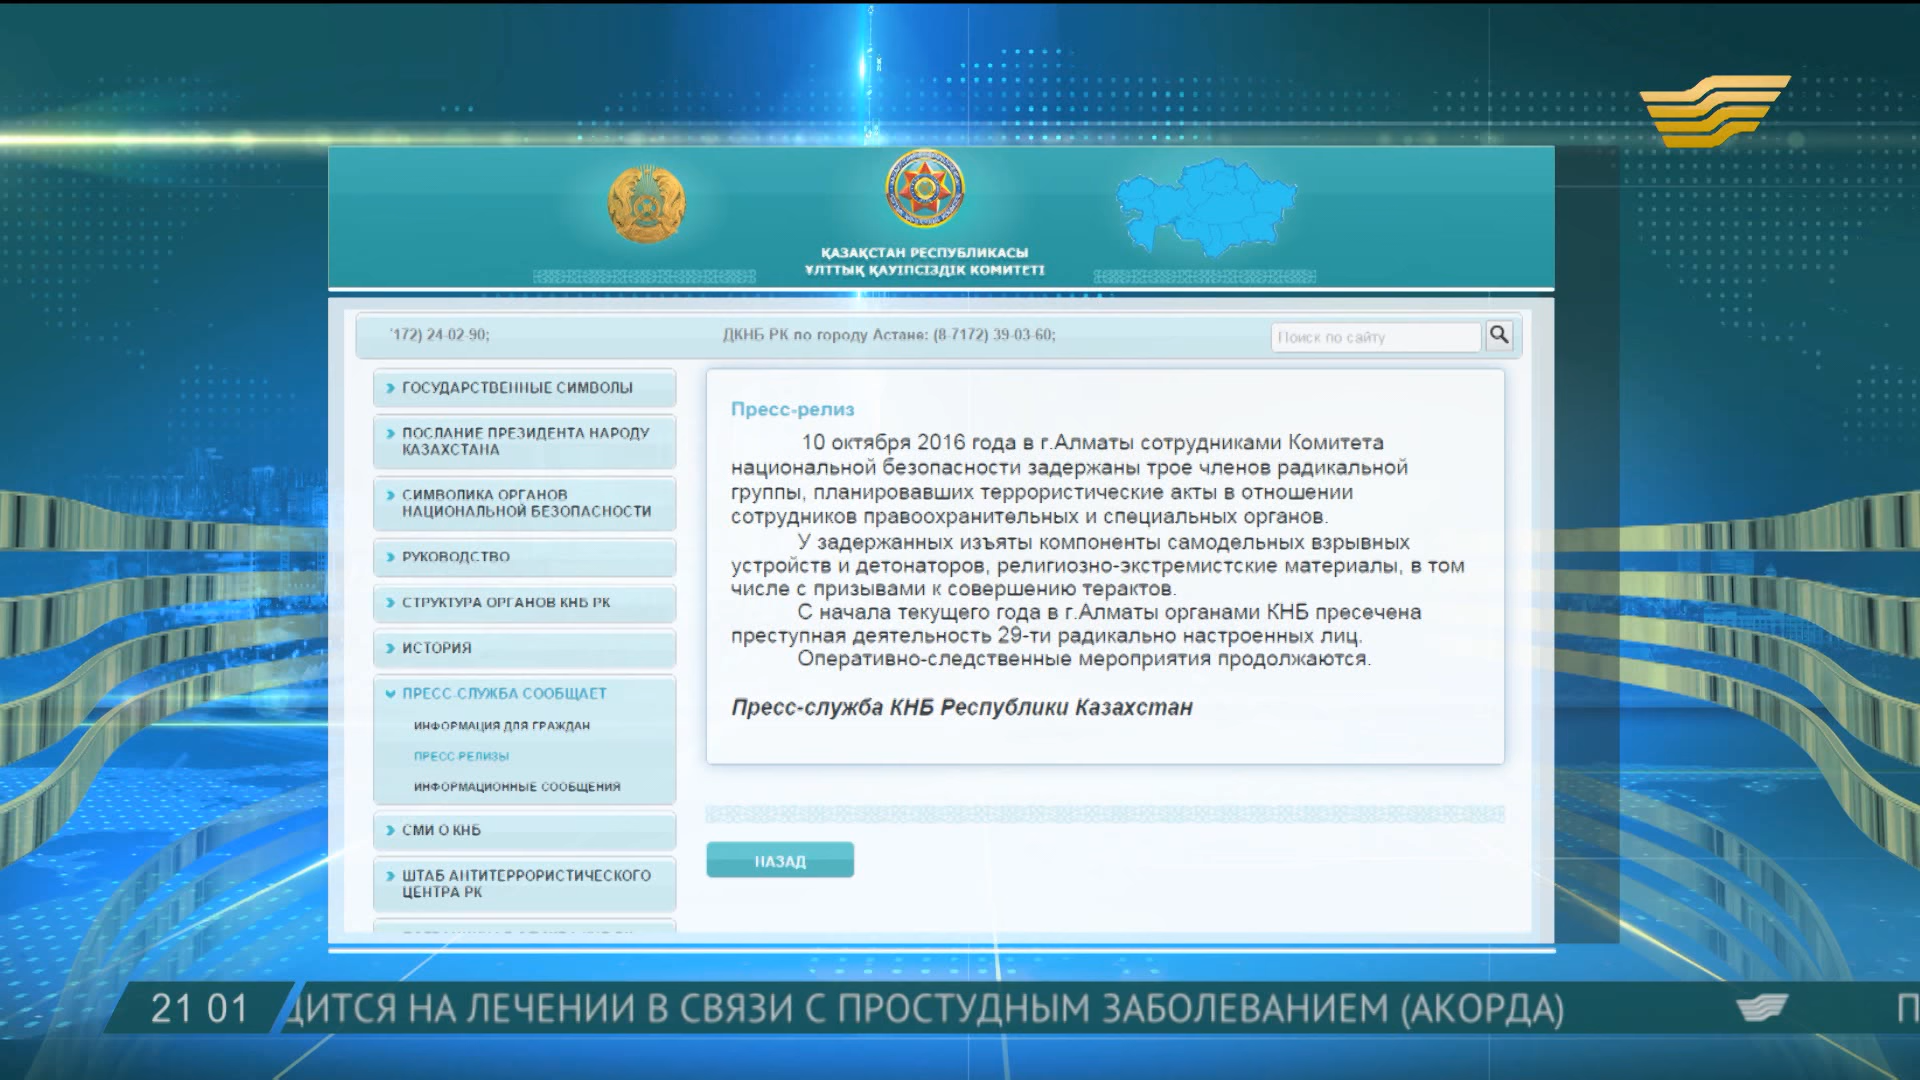 ҚАЗАҚСТАН РЕСПУБЛИКАСЫ
ҰЛТТЫҚ ҚАУІПСІЗДІК КОМИТЕТІ
172) 24-02-90;
ДКНБ РК по городу Астане: (8-7172) 39-03-60;
Поиск по сайту
ГОСУДАРСТВЕННЫЕ СИМВОЛЫ
ПОСЛАНИЕ ПРЕЗИДЕНТА НАРОДУ
КАЗАХСТАНА
СИМВОЛИКА ОРГАНОВ
НАЦИОНАЛЬНОЙ БЕЗОПАСНОСТИ
РУКОВОДСТВО
СТРУКТУРА ОРГАНОВ КНБ РК
ИСТОРИЯ
ПРЕСС-СЛУЖБА СООБЩАЕТ
ИНФОРМАЦИЯ ДЛЯ ГРАЖДАН
ПРЕСС-РЕЛИЗЫ
ИНФОРМАЦИОННЫЕ СООБЩЕНИЯ
СМИ О КНБ
ШТАБ АНТИТЕРРОРИСТИЧЕСКОГО
ЦЕНТРА РК
Пресс-релиз
10 октября 2016 года в г.Алматы сотрудниками Комитета
национальной безопасности задержаны трое членов радикальной
группы, планировавших террористические акты в отношении
сотрудников правоохранительных и специальных органов.
У задержанных изъяты компоненты самодельных взрывных
устройств и детонаторов, религиозно-экстремистские материалы, в том
числе с призывами к совершению терактов.
С начала текущего года в г.Алматы органами КНБ пресечена
преступная деятельность 29-ти радикально настроенных лиц.
Оперативно-следственные мероприятия продолжаются.
Пресс-служба КНБ Республики Казахстан
НАЗАД
21 01
ДИТСЯ НА ЛЕЧЕНИИ В СВЯЗИ С ПРОСТУДНЫМ ЗАБОЛЕВАНИЕМ (АКОРДА)
П